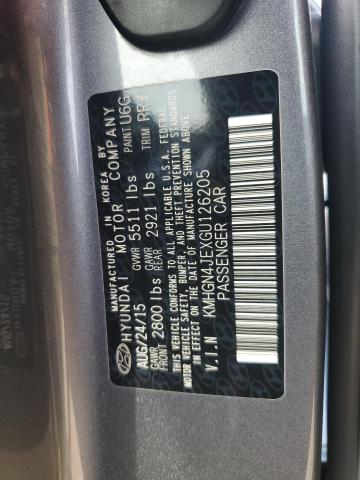 MANUFACTURED IN KOREA BY
HYUNDAI MOTOR COMPANY
AUG/24/15 GVWR 5511 lbs PAINT U6G
GAWR FRONT 2800 lbs GAWR REAR 2921 lbs TRIM RRY
THIS VEHICLE CONFORMS TO ALL APPLICABLE U.S.A. FEDERAL
MOTOR VEHICLE SAFETY, BUMPER, AND THEFT PREVENTION STANDARDS
IN EFFECT ON THE DATE OF MANUFACTURE SHOWN ABOVE.
V.I.N KMHGN4JEXGU126205
PASSENGER CAR